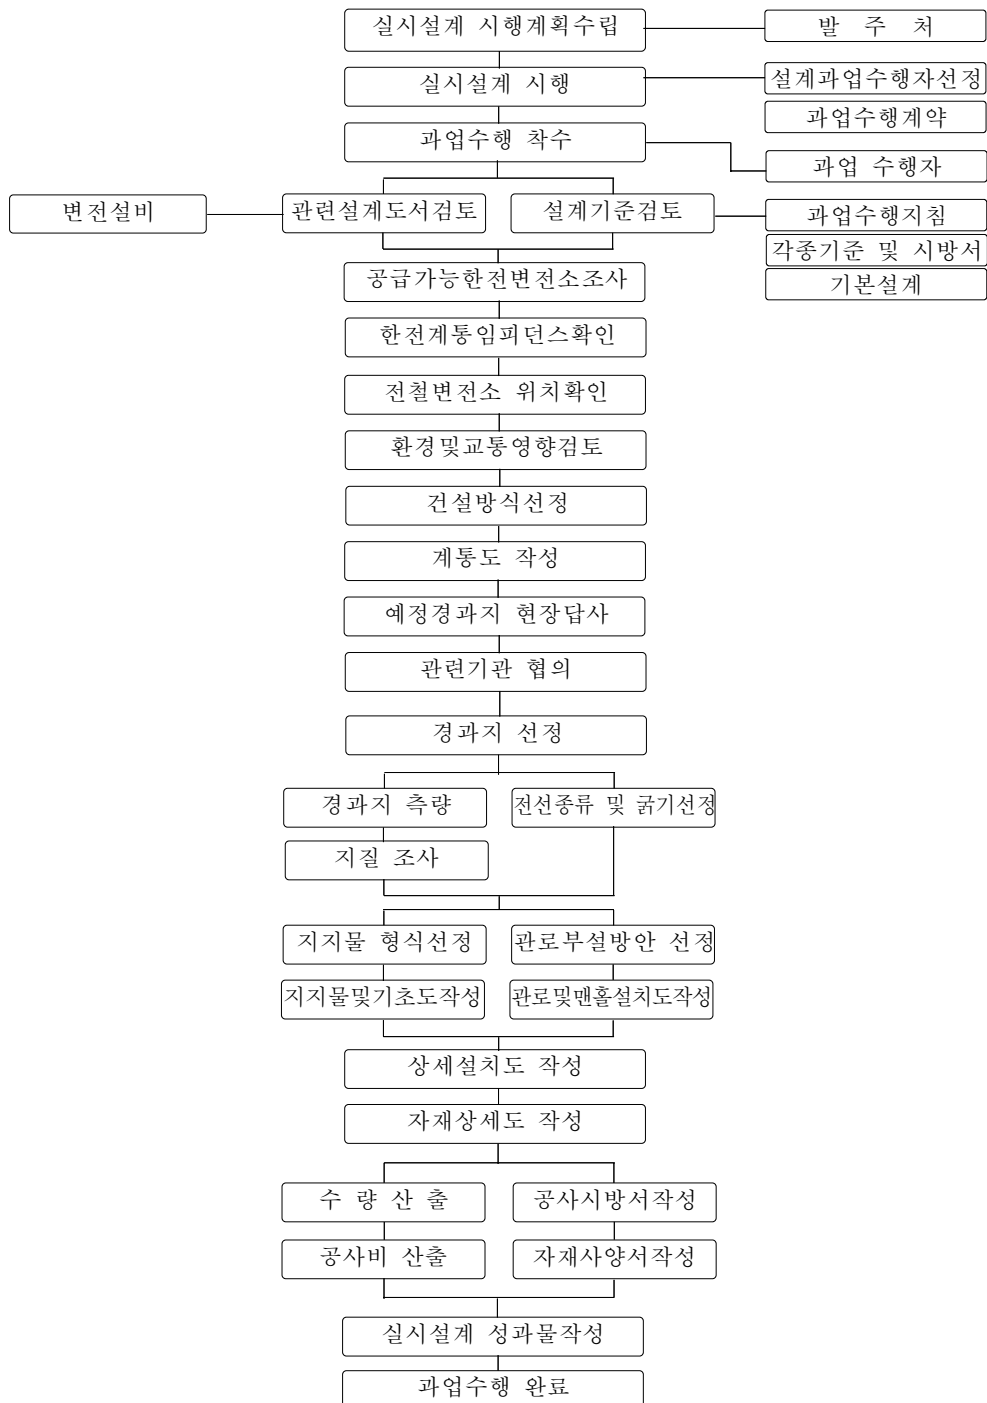 실시설계 시행계획수립
발 주 처
실시설계 시행
설계과업수행자선정
과업수행계약
과업수행 착수
과업 수행자
변전설비
관련설계도서검토
설계기준검토
과업수행지침
각종기준 및 시방서
기본설계
공급가능한전변전소조사
한전계통임피던스확인
전철변전소 위치확인
환경및교통영향검토
건설방식선정
계통도 작성
예정경과지 현장답사
관련기관 협의
경과지 선정
경과지 측량
전선종류 및 굵기선정
지질 조사
지지물 형식선정
관로부설방안 선정
지지물및기초도작성
관로및맨홀설치도작성
상세설치도 작성
자재상세도 작성
수 량 산 출
공사시방서작성
공사비 산출
자재사양서작성
실시설계 성과물작성
과업수행 완료